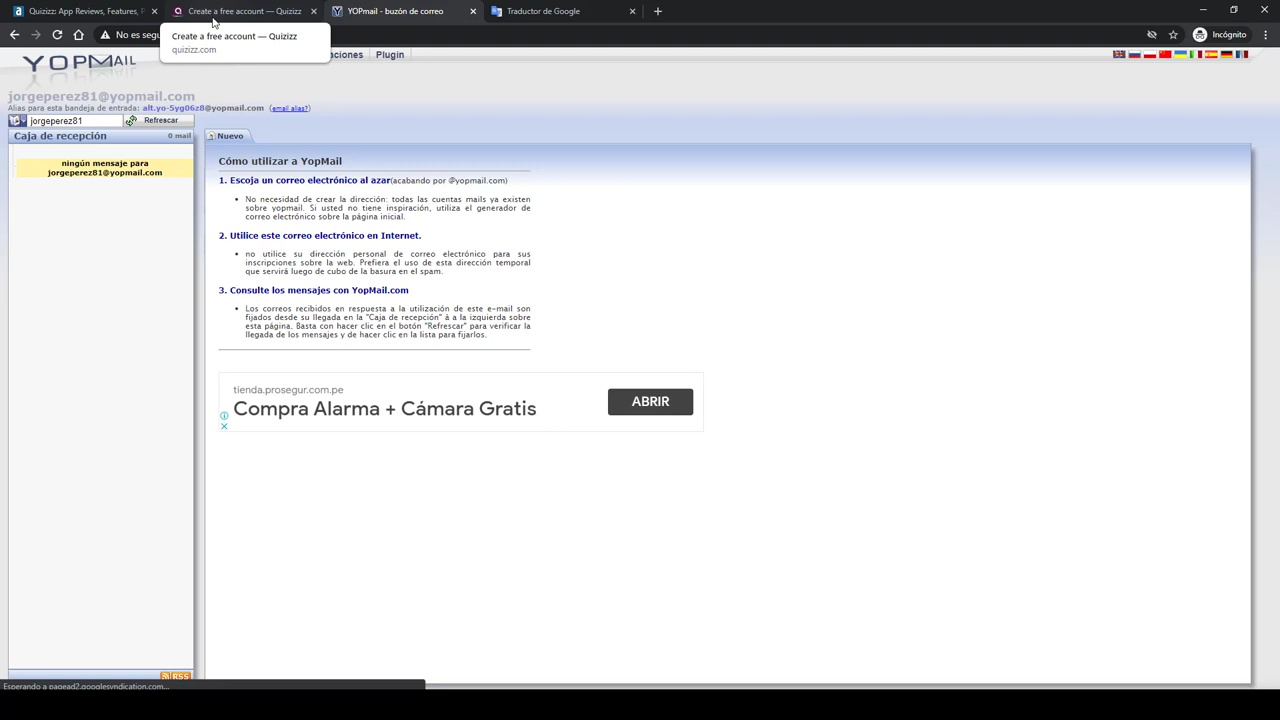 Quizizz: App Reviews, Features, P
Create a free account — Quizizz
YOPmail - buzón de correo
Traductor de Google
No es seg
Incógnito
Create a free account — Quizizz
quizizz.com
YOPMAIL
aciones
Plugin
jorgeperez81@yopmail.com
Alias para esta bandeja de entrada: alt.yo-5yg06z8@yopmail.com (email alias?)
jorgeperez81
Refrescar
Caja de recepción
0 mail
ningún mensaje para
jorgeperez81@yopmail.com
RSS
Nuevo
Cómo utilizar a YopMail
1. Escoja un correo electrónico al azar(acabando por @yopmail.com)
No necesidad de crear la dirección: todas las cuentas mails ya existen
sobre yopmail. Si usted no tiene inspiración, utiliza el generador de
correo electrónico sobre la página inicial.
2. Utilice este correo electrónico en Internet.
no utilice su dirección personal de correo electrónico para sus
inscripciones sobre la web. Prefiera el uso de esta dirección temporal
que servirá luego de cubo de la basura en el spam.
3. Consulte los mensajes con YopMail.com
Los correos recibidos en respuesta a la utilización de este e-mail son
fijados desde su llegada en la "Caja de recepción" á a la izquierda sobre
esta página. Basta con hacer clic en el botón "Refrescar" para verificar la
llegada de los mensajes y de hacer clic en la lista para fijarlos.
tienda.prosegur.com.pe
Compra Alarma + Cámara Gratis
ABRIR
Esperando a pagead2.googlesyndication.com...